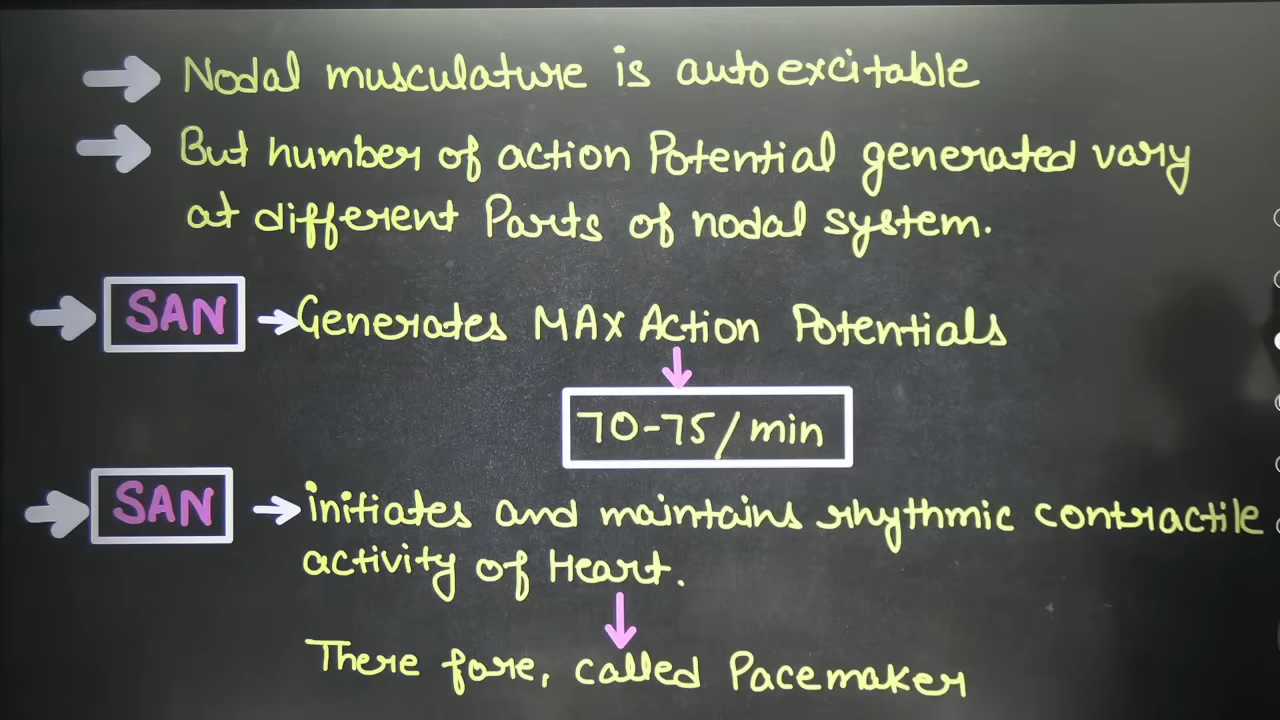 Nodal musculature is autoexcitable
But number of action Potential generated vary
at different Parts of nodal system.
SAN Generates MAX Action Potentials
70-75/min
SAN initiates and maintains rhythmic contractile
activity of Heart.
There fore, called Pacemaker